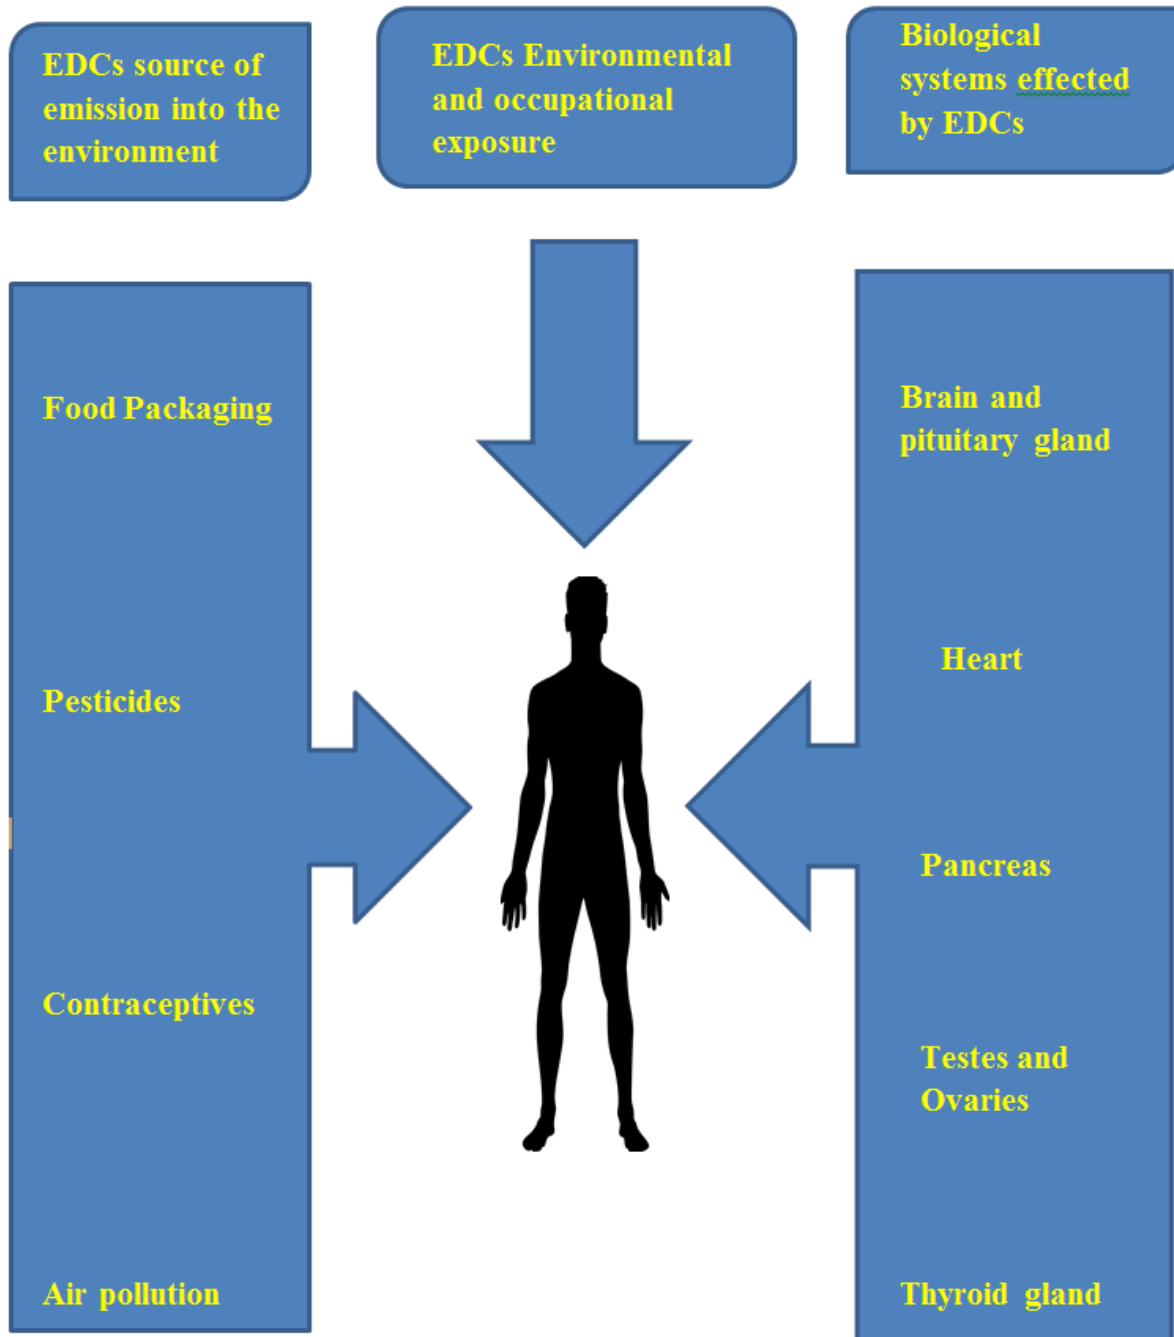 EDCs source of
emission into the
environment
EDCs Environmental
and occupational
exposure
Biological
systems effected
by EDCs
Food Packaging
Pesticides
Contraceptives
Air pollution
Brain and
pituitary gland
Heart
Pancreas
Testes and
Ovaries
Thyroid gland